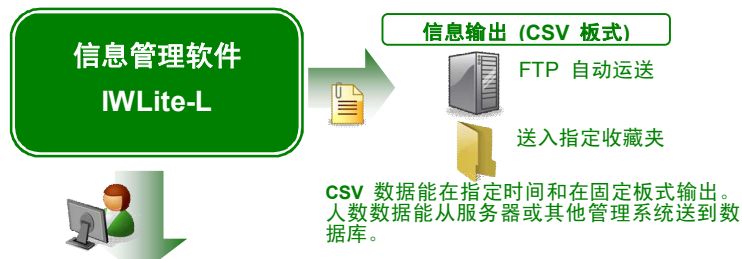 信息管理软件
IWLite-L
信息输出 (CSV 板式)
FTP 自动运送
送入指定收藏夹
CSV 数据能在指定时间和在固定板式输出。
人数数据能从服务器或其他管理系统送到数
据库。